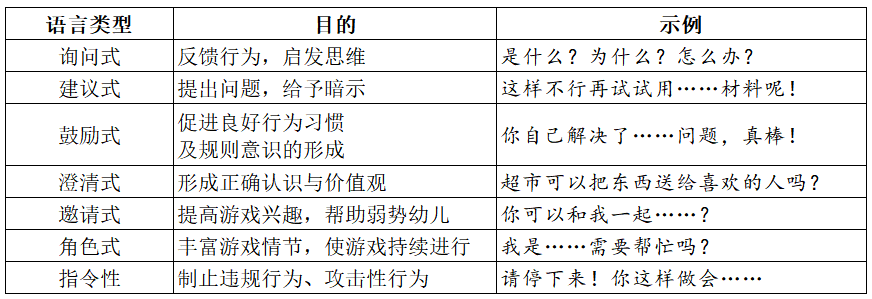 语言类型 目的 示例
询问式 反馈行为，启发思维 是什么？为什么？怎么办？
建议式 提出问题，给予暗示 这样不行再试试用……材料呢！
鼓励式 促进良好行为习惯
及规则意识的形成 你自己解决了……问题，真棒！
澄清式 形成正确认识与价值观 超市可以把东西送给喜欢的人吗？
邀请式 提高游戏兴趣，帮助弱势幼儿 你可以和我一起……？
角色式 丰富游戏情节，使游戏持续进行 我是……需要帮忙吗？
指令性 制止违规行为、攻击性行为 请停下来！你这样做会……